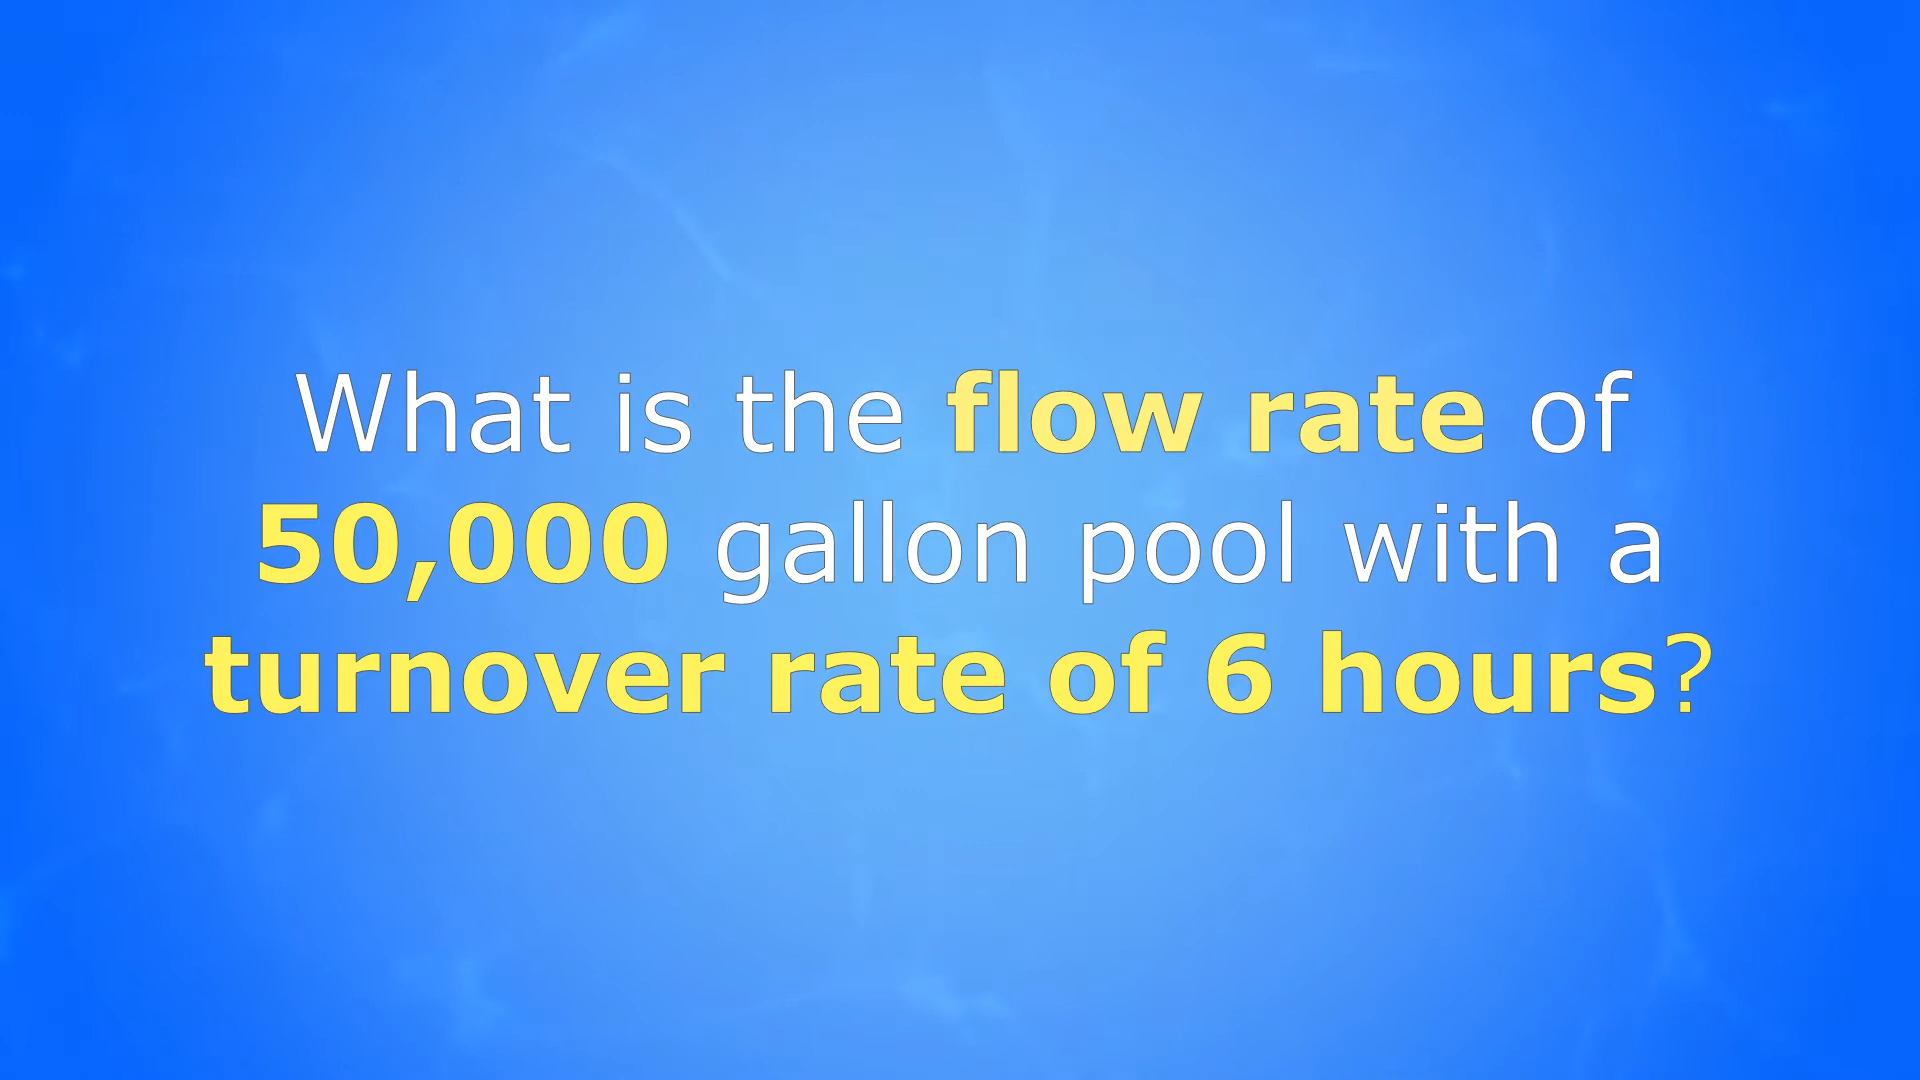 What is the flow rate of
50,000 gallon pool with a
turnover rate of 6 hours?